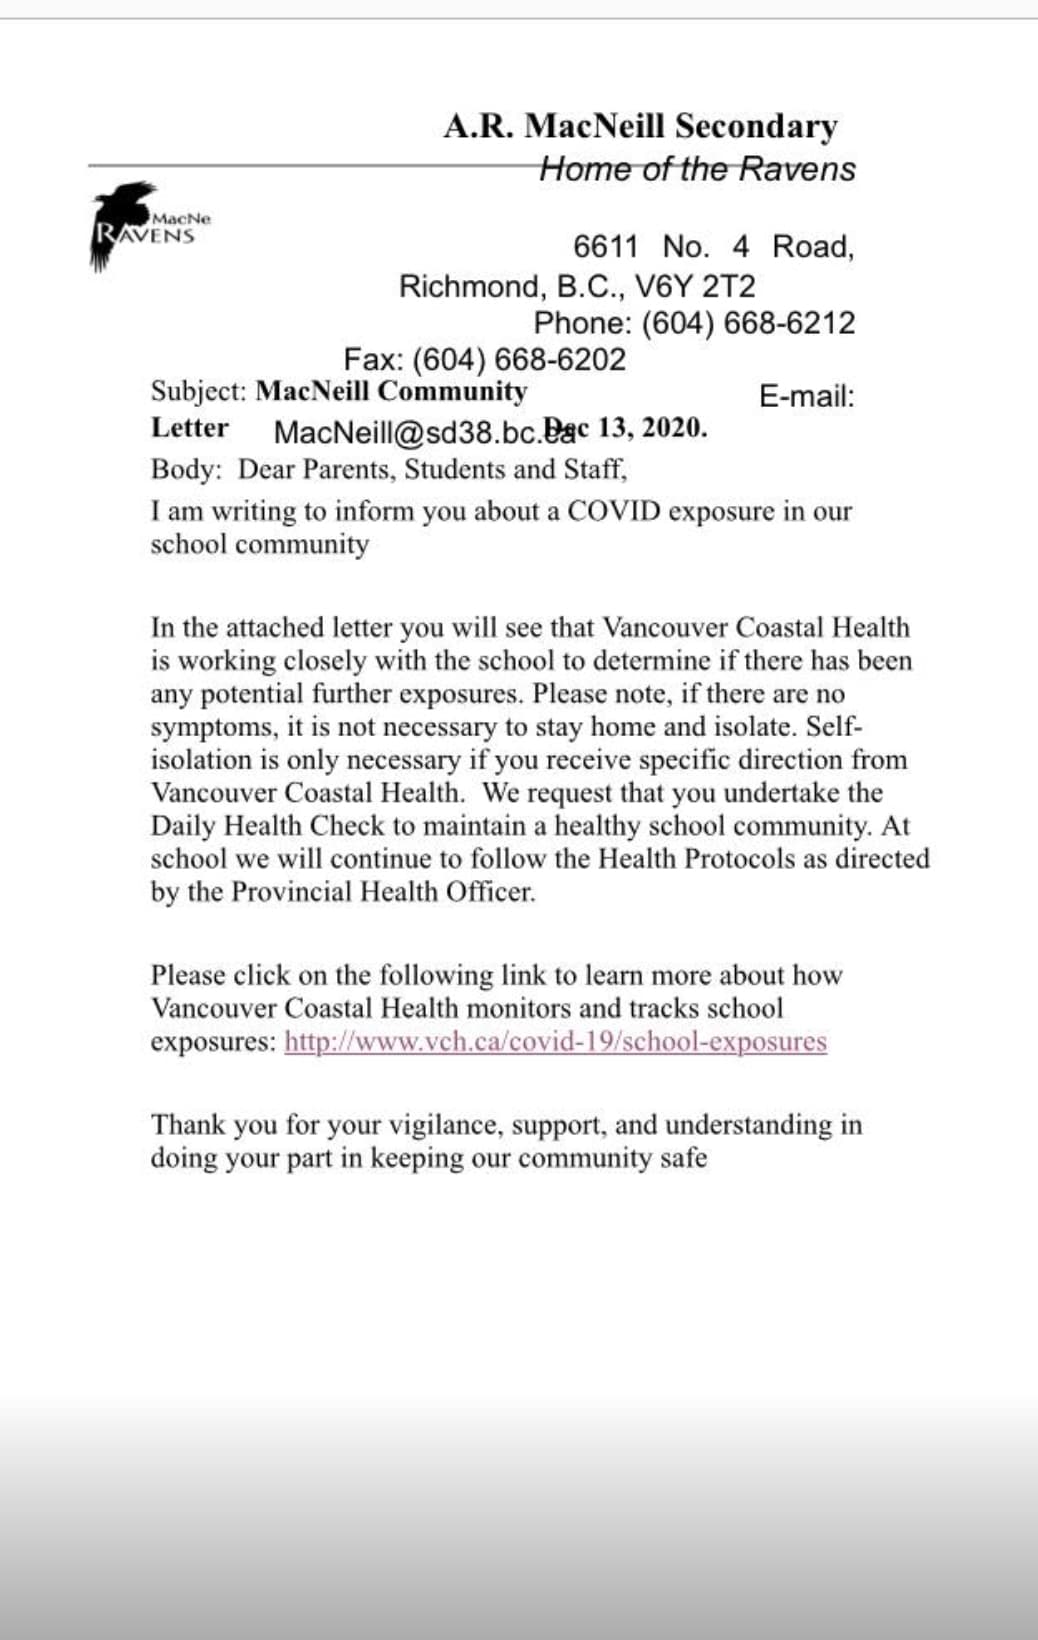 A.R. MacNeill Secondary
Home of the Ravens
MacNe
RAVENS
6611 No. 4 Road,
Richmond, B.C., V6Y 2T2
Phone: (604) 668-6212
Fax: (604) 668-6202
Subject: MacNeill Community
E-mail:
Letter
MacNeill@sd38.bc.ca
Dec 13, 2020.
Body: Dear Parents, Students and Staff,
I am writing to inform you about a COVID exposure in our
school community
In the attached letter you will see that Vancouver Coastal Health
is working closely with the school to determine if there has been
any potential further exposures. Please note, if there are no
symptoms, it is not necessary to stay home and isolate. Self-
isolation is only necessary if you receive specific direction from
Vancouver Coastal Health.  We request that you undertake the
Daily Health Check to maintain a healthy school community. At
school we will continue to follow the Health Protocols as directed
by the Provincial Health Officer.
Please click on the following link to learn more about how
Vancouver Coastal Health monitors and tracks school
exposures: http://www.vch.ca/covid-19/school-exposures
Thank you for your vigilance, support, and understanding in
doing your part in keeping our community safe